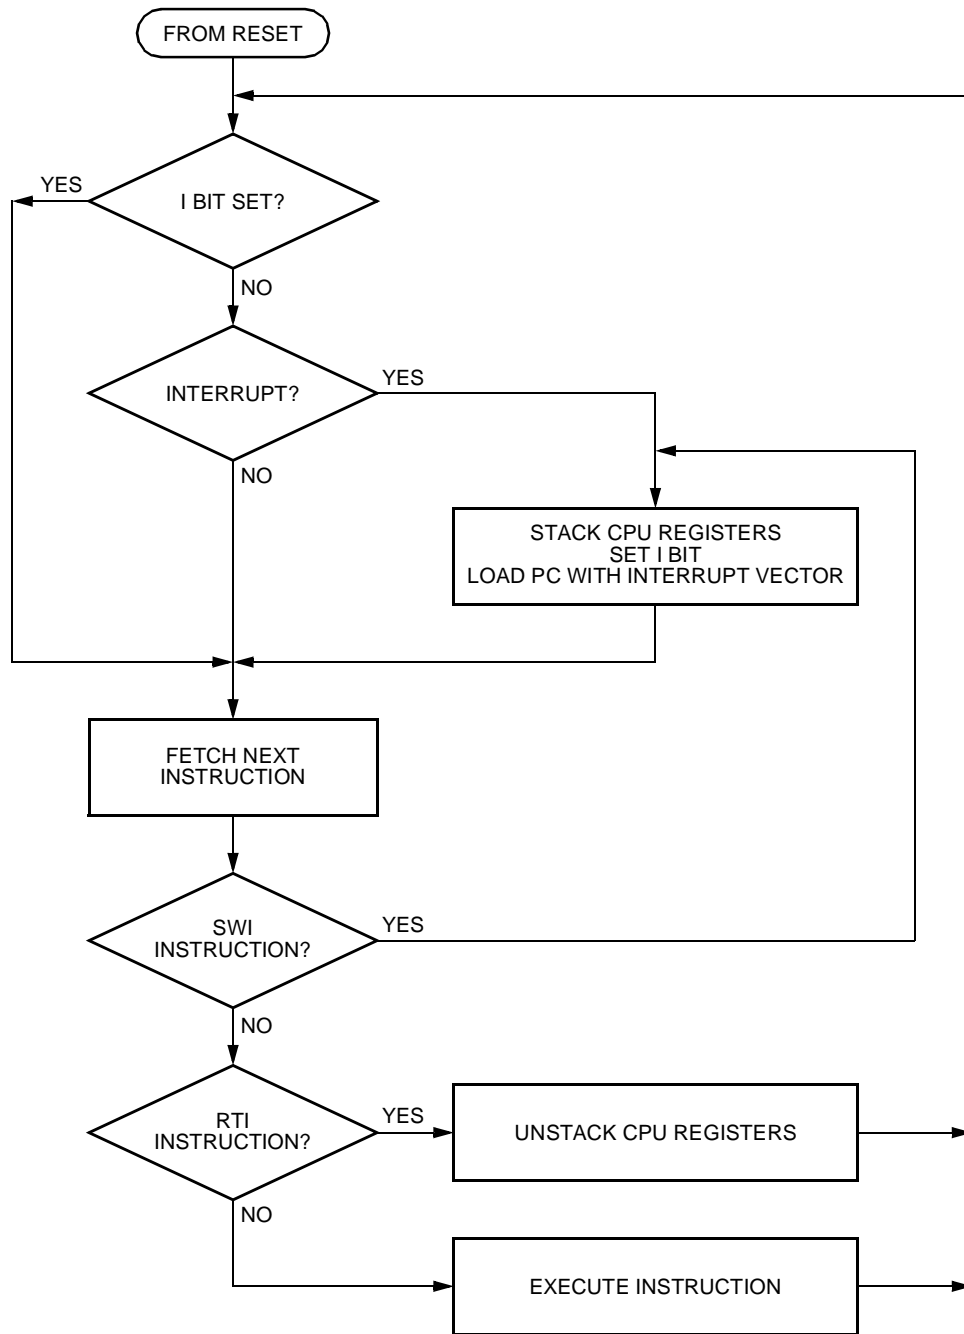 FROM RESET
I BIT SET?
YES
NO
INTERRUPT?
YES
NO
STACK CPU REGISTERS
SET I BIT
LOAD PC WITH INTERRUPT VECTOR
FETCH NEXT
INSTRUCTION
SWI
INSTRUCTION?
YES
NO
RTI
INSTRUCTION?
YES
UNSTACK CPU REGISTERS
NO
EXECUTE INSTRUCTION